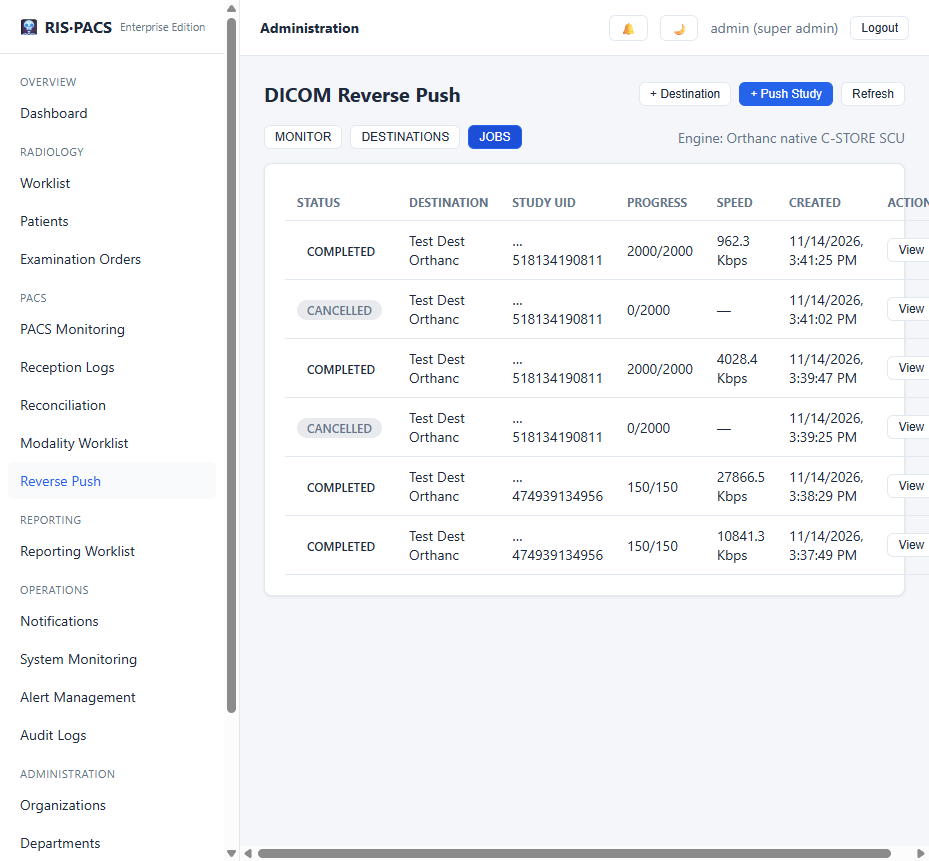 RIS·PACS Enterprise Edition
OVERVIEW
Dashboard
RADIOLOGY
Worklist
Patients
Examination Orders
PACS
PACS Monitoring
Reception Logs
Reconciliation
Modality Worklist
Reverse Push
REPORTING
Reporting Worklist
OPERATIONS
Notifications
System Monitoring
Alert Management
Audit Logs
ADMINISTRATION
Organizations
Departments
Administration
admin (super admin)
Logout
DICOM Reverse Push
+ Destination
+ Push Study
Refresh
MONITOR
DESTINATIONS
JOBS
Engine: Orthanc native C-STORE SCU
STATUS DESTINATION STUDY UID PROGRESS SPEED CREATED ACTION
COMPLETED Test Dest Orthanc ...518134190811 2000/2000 962.3 Kbps 11/14/2026, 3:41:25 PM View
CANCELLED Test Dest Orthanc ...518134190811 0/2000 — 11/14/2026, 3:41:02 PM View
COMPLETED Test Dest Orthanc ...518134190811 2000/2000 4028.4 Kbps 11/14/2026, 3:39:47 PM View
CANCELLED Test Dest Orthanc ...518134190811 0/2000 — 11/14/2026, 3:39:25 PM View
COMPLETED Test Dest Orthanc ...474939134956 150/150 27866.5 Kbps 11/14/2026, 3:38:29 PM View
COMPLETED Test Dest Orthanc ...474939134956 150/150 10841.3 Kbps 11/14/2026, 3:37:49 PM View